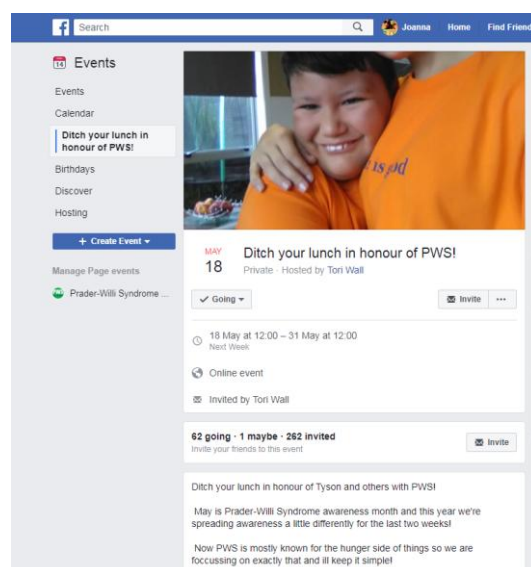 f Search Joanna Home Find Friend
14 Events
Events
Calendar
Ditch your lunch in
honour of PWS!
Birthdays
Discover
Hosting
+ Create Event
Manage Page events
Prader-Willi Syndrome ...
is good
MAY
18
Ditch your lunch in honour of PWS!
Private · Hosted by Tori Wall
Going
Invite ...
18 May at 12:00 – 31 May at 12:00
Next Week
Online event
Invited by Tori Wall
62 going · 1 maybe · 262 invited
Invite your friends to this event
Invite
Ditch your lunch in honour of Tyson and others with PWS!
May is Prader-Willi Syndrome awareness month and this year we're
spreading awareness a little differently for the last two weeks!
Now PWS is mostly known for the hunger side of things so we are
foccussing on exactly that and ill keep it simple!